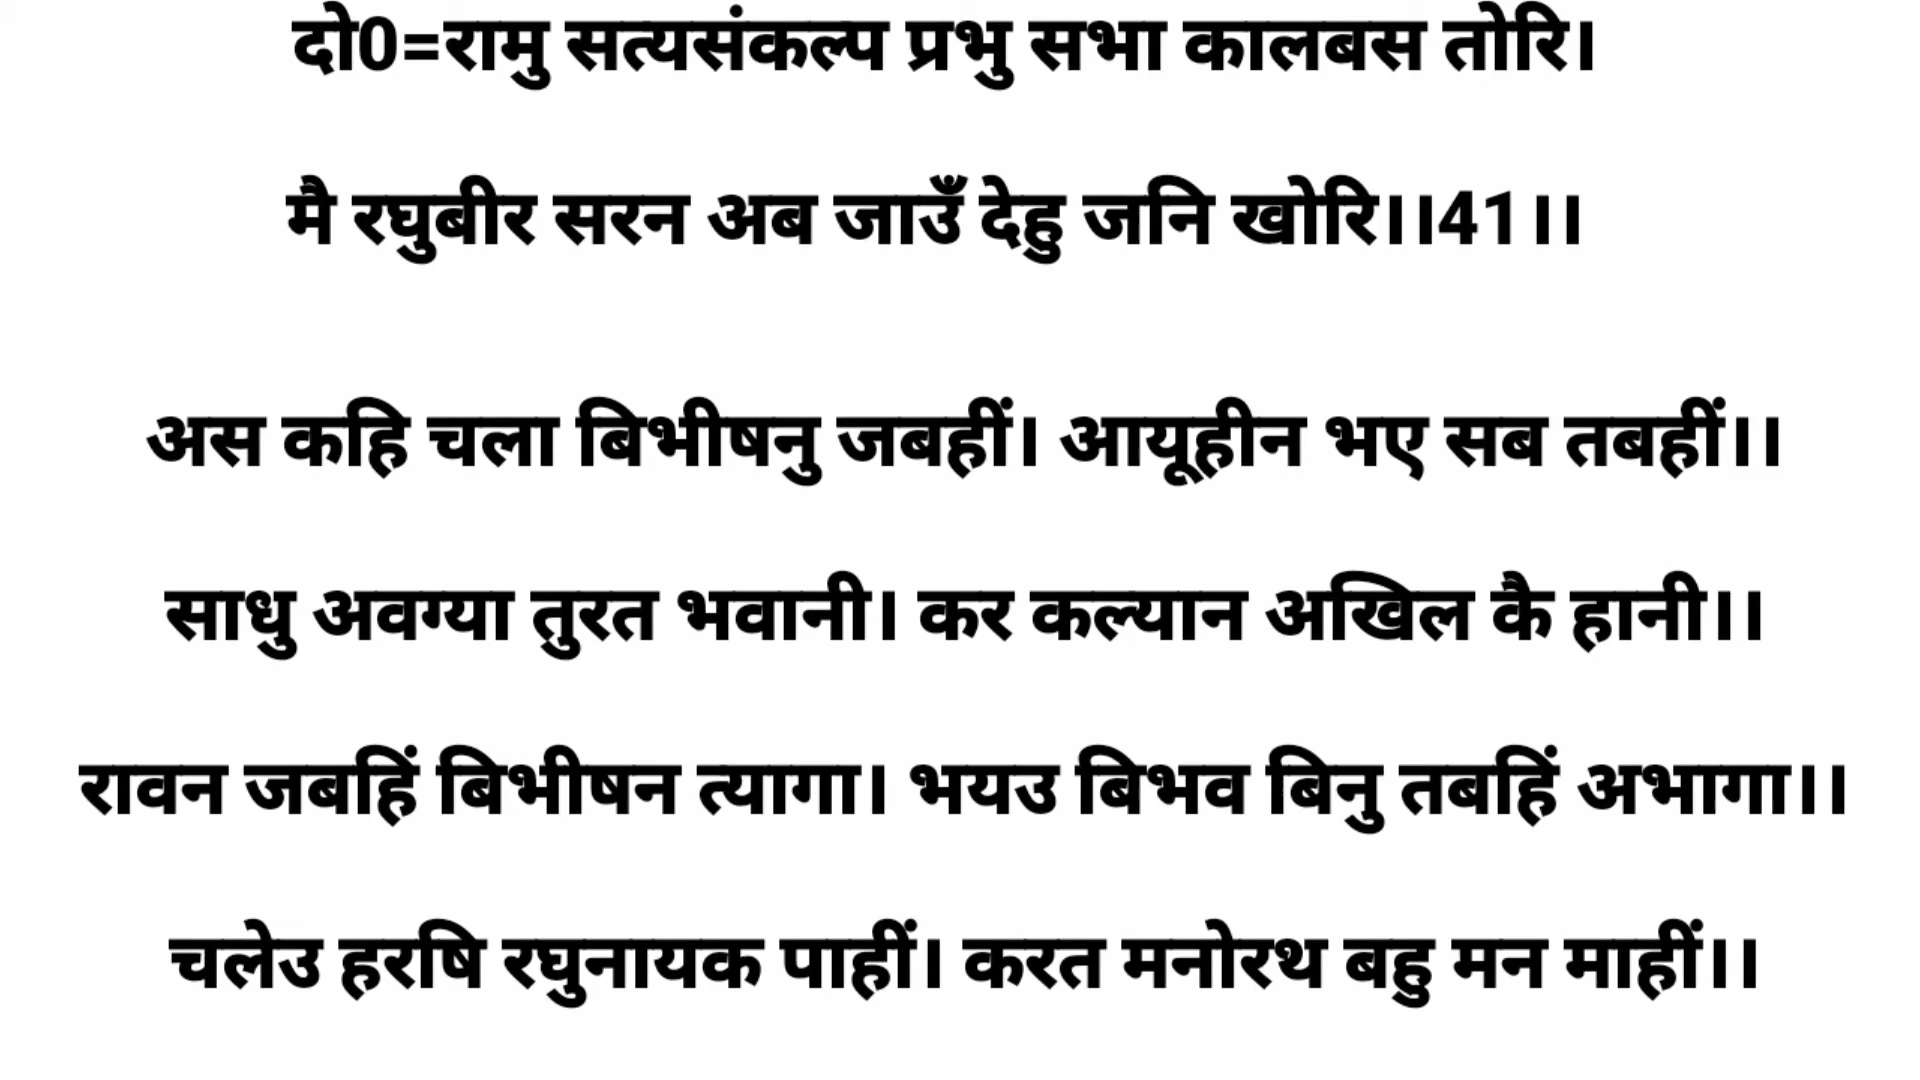 दो0=रामु सत्यसंकल्प प्रभु सभा कालबस तोरि।
मै रघुबीर सरन अब जाउँ देहु जनि खोरि।।41।।
अस कहि चला बिभीषनु जबहीं। आयूहीन भए सब तबहीं।।
साधु अवग्या तुरत भवानी। कर कल्यान अखिल कै हानी।।
रावन जबहिं बिभीषन त्यागा। भयउ बिभव बिनु तबहिं अभागा।।
चलेउ हरषि रघुनायक पाहीं। करत मनोरथ बहु मन माहीं।।